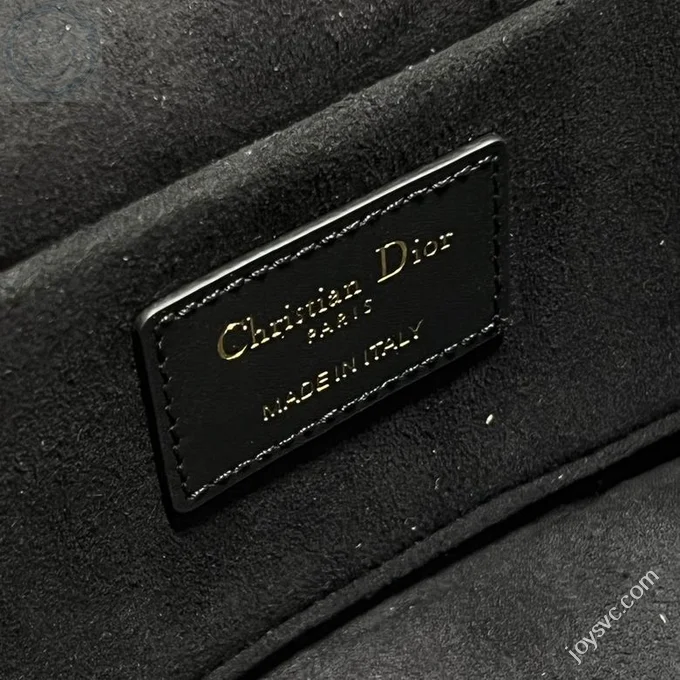 Christian Dior
PARIS
MADE IN ITALY
joysvc.com